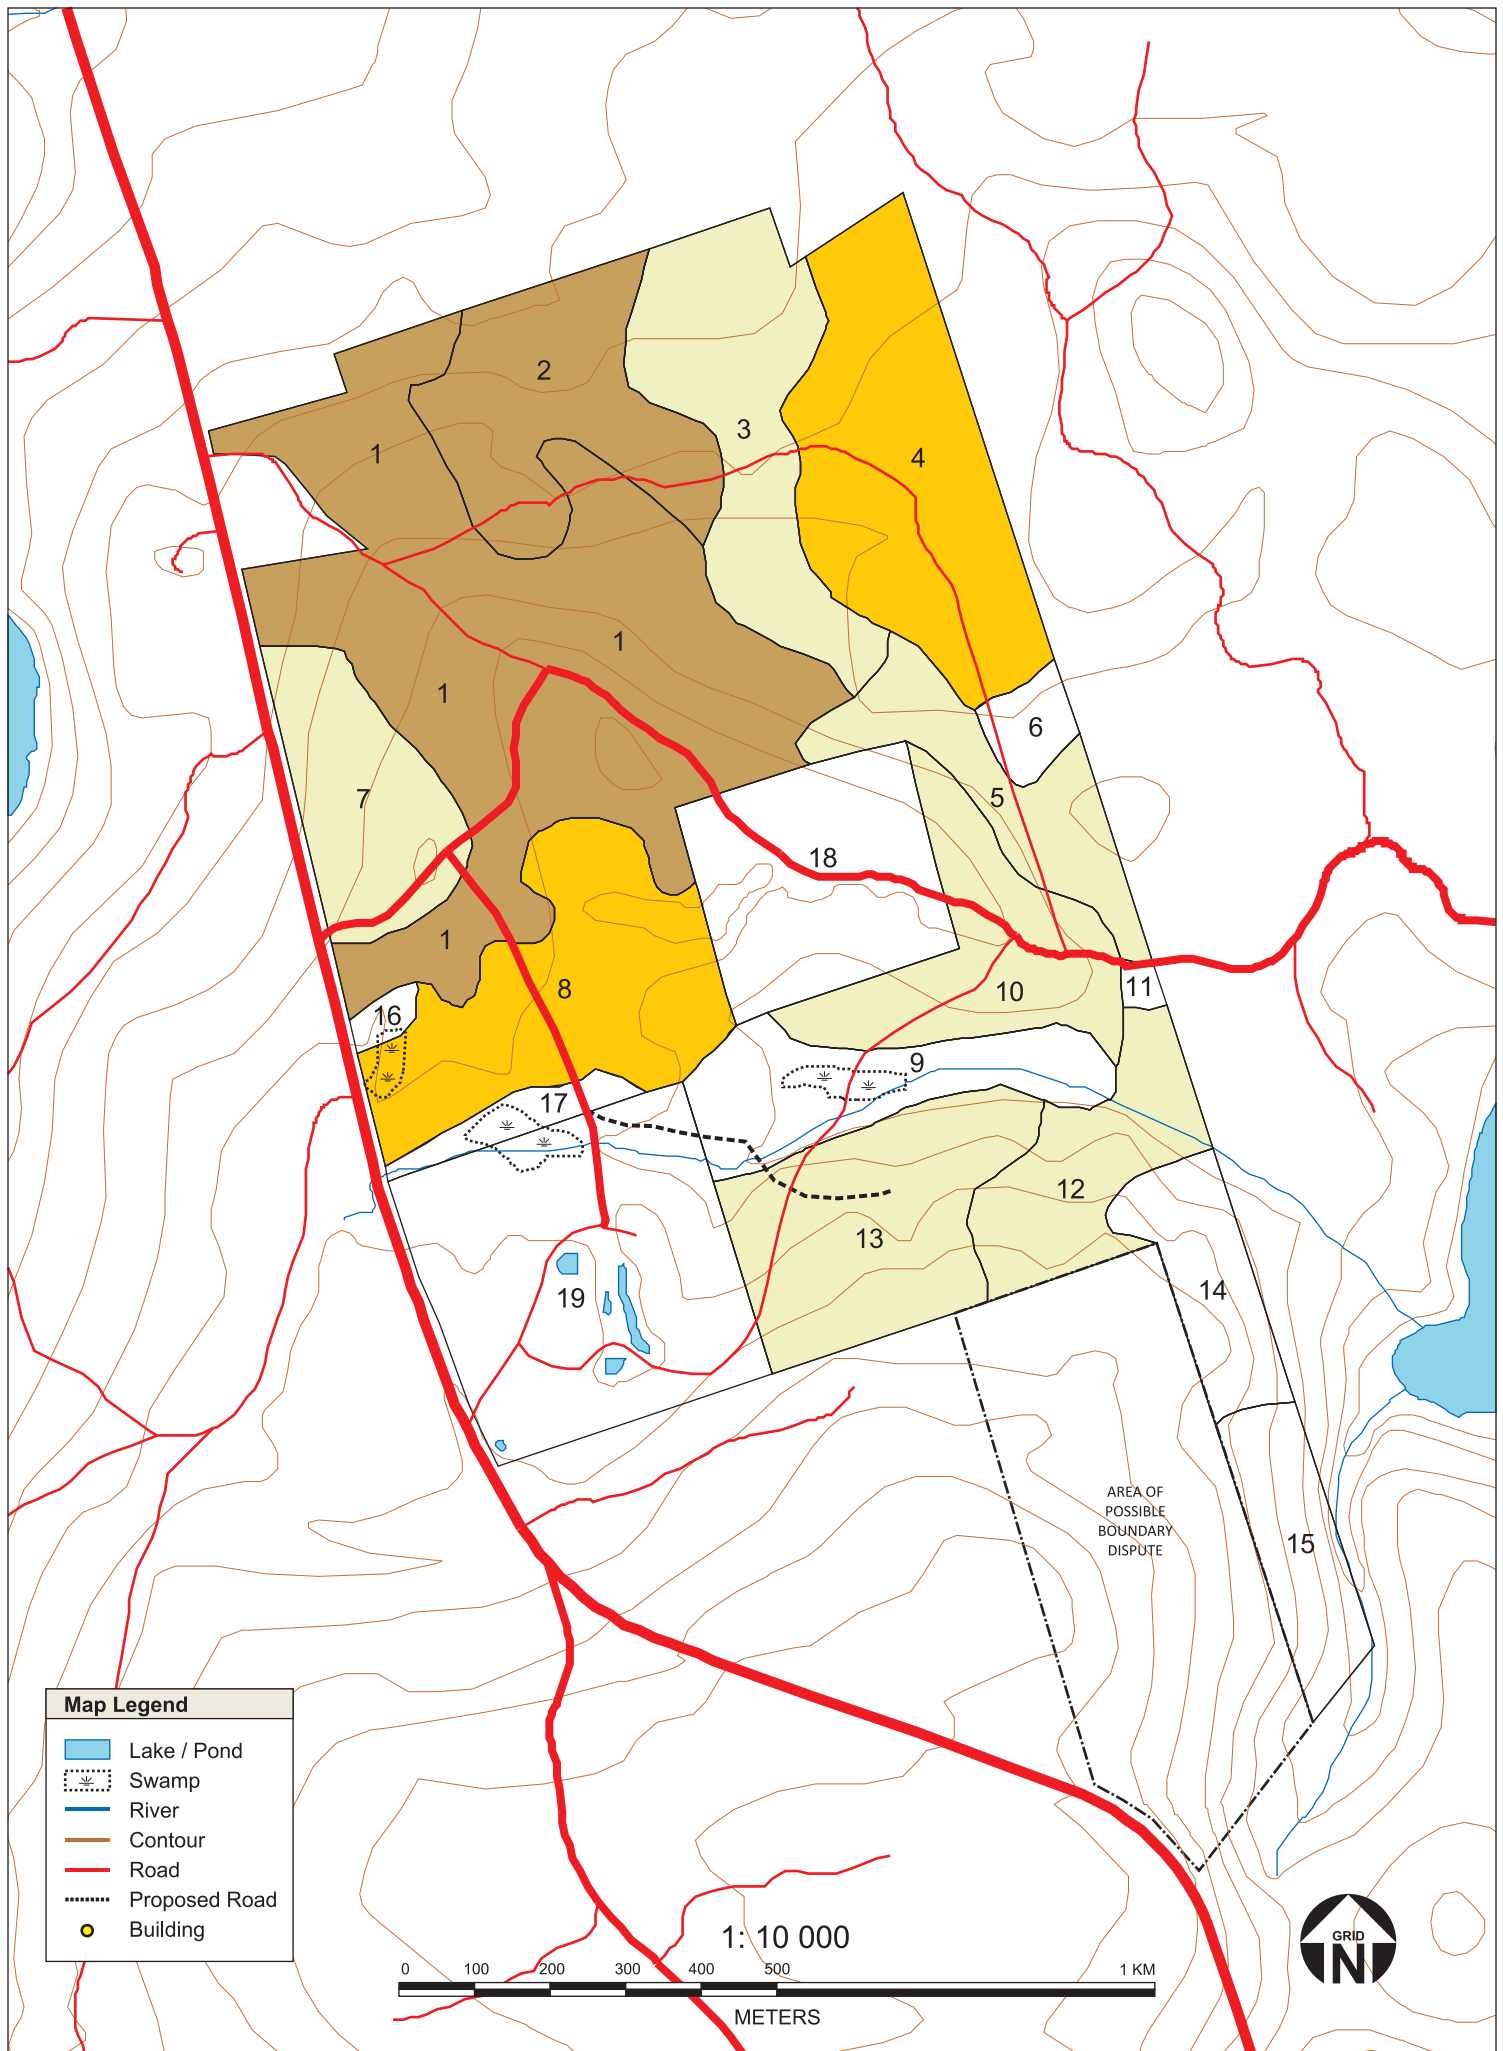 2
3
1
4
1
1
6
7
5
18
1
8
10
11
16
9
17
12
13
14
19
AREA OF
POSSIBLE
BOUNDARY
DISPUTE
15
Map Legend
Lake / Pond
Swamp
River
Contour
Road
Proposed Road
Building
1: 10 000
0 100 200 300 400 500 1 KM
METERS
GRID
N